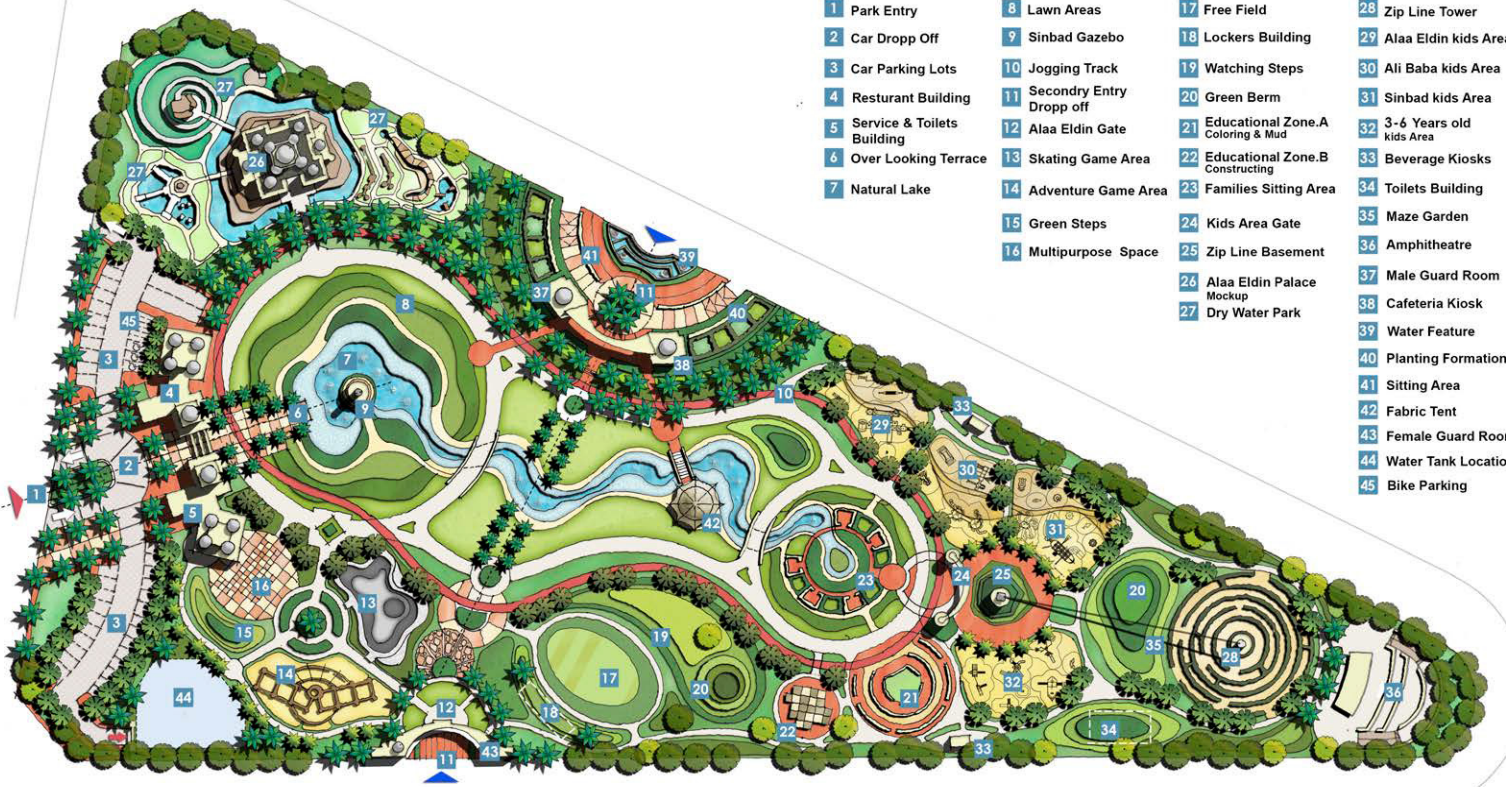 1 Park Entry
2 Car Dropp Off
3 Car Parking Lots
4 Resturant Building
5 Service & Toilets
Building
6 Over Looking Terrace
7 Natural Lake
8 Lawn Areas
9 Sinbad Gazebo
10 Jogging Track
11 Secondry Entry
Dropp off
12 Alaa Eldin Gate
13 Skating Game Area
14 Adventure Game Area
15 Green Steps
16 Multipurpose Space
17 Free Field
18 Lockers Building
19 Watching Steps
20 Green Berm
21 Educational Zone.A
Coloring & Mud
22 Educational Zone.B
Constructing
23 Families Sitting Area
24 Kids Area Gate
25 Zip Line Basement
26 Alaa Eldin Palace
Mockup
27 Dry Water Park
28 Zip Line Tower
29 Alaa Eldin kids Area
30 Ali Baba kids Area
31 Sinbad kids Area
32 3-6 Years old
kids Area
33 Beverage Kiosks
34 Toilets Building
35 Maze Garden
36 Amphitheatre
37 Male Guard Room
38 Cafeteria Kiosk
39 Water Feature
40 Planting Formation
41 Sitting Area
42 Fabric Tent
43 Female Guard Room
44 Water Tank Locatio
45 Bike Parking
27
27
26
27
41
39
37
11
8
40
45
3
7
38
4
9
6
10
33
29
2
30
1
5
42
31
16
13
23
24
25
20
15
3
19
35
28
14
17
20
21
32
36
44
12
18
22
34
11
43
33